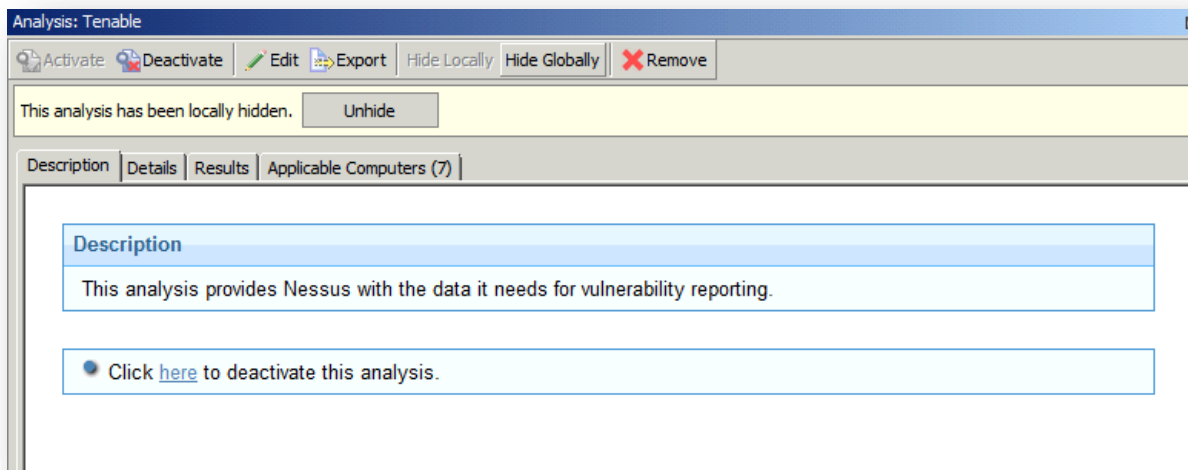 Analysis: Tenable
Activate Deactivate Edit Export Hide Locally Hide Globally Remove
This analysis has been locally hidden. Unhide
Description Details Results Applicable Computers (7)
Description
This analysis provides Nessus with the data it needs for vulnerability reporting.
Click here to deactivate this analysis.